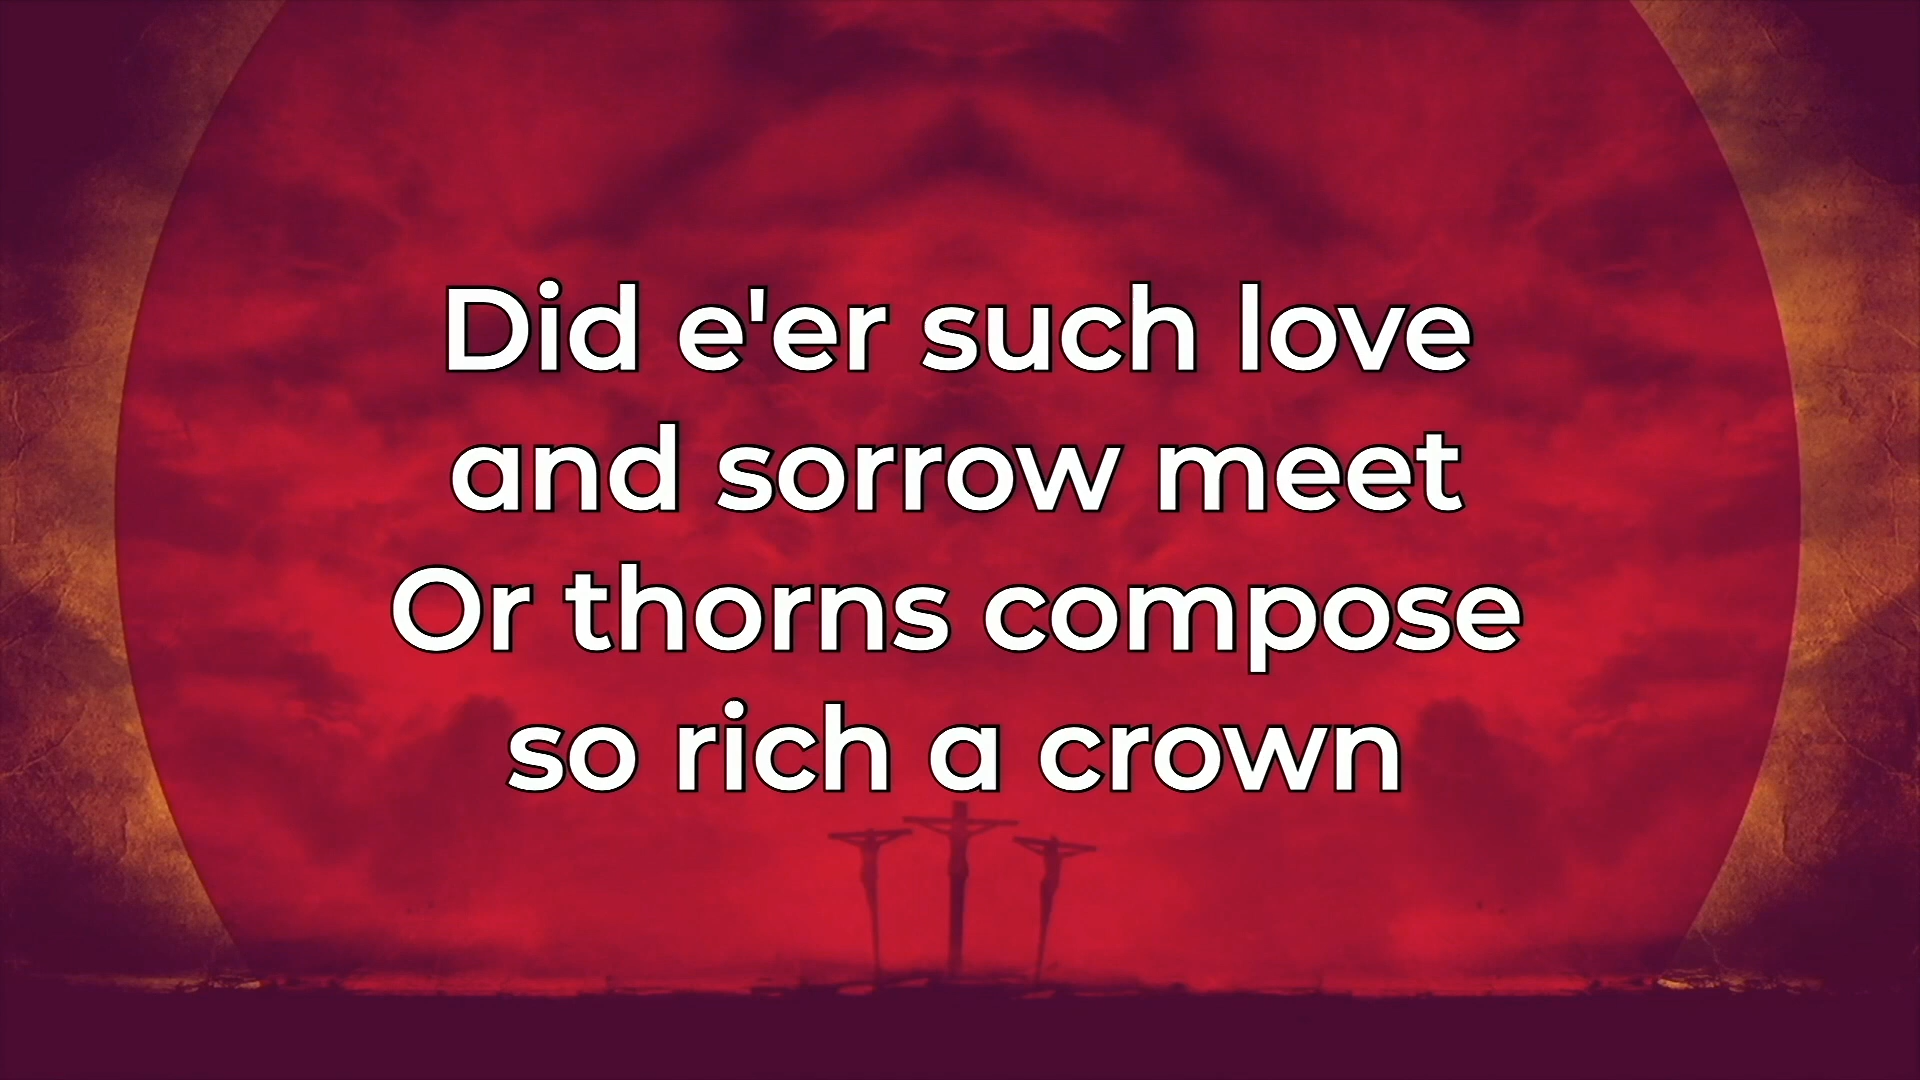 Did e'er such love
and sorrow meet
Or thorns compose
so rich a crown